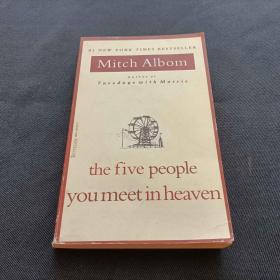 #1 NEW YORK TIMES BESTSELLER
Mitch Albom
author of
Tuesdays with Morrie
the five people
you meet in heaven